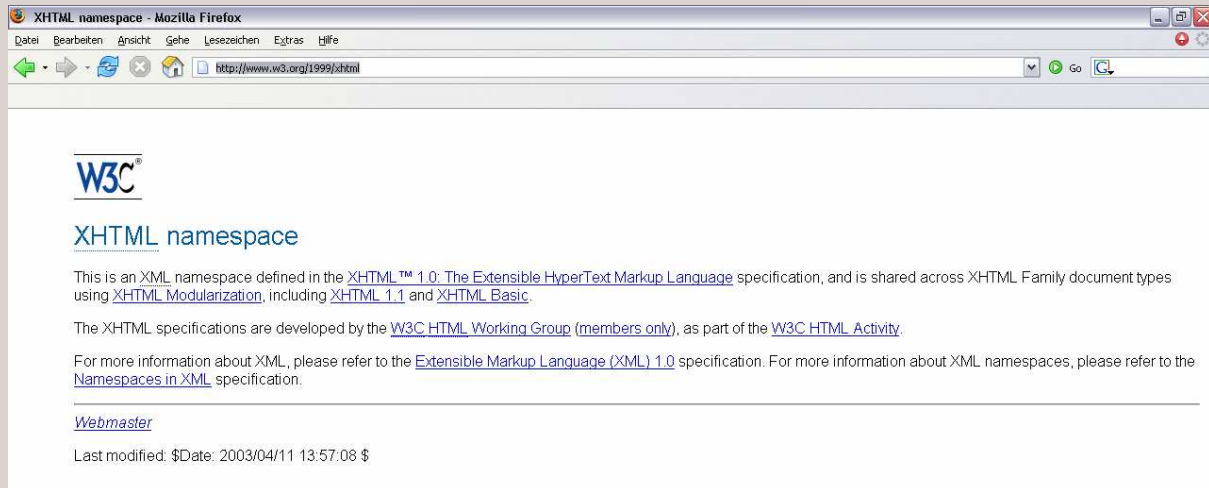 XHTML namespace - Mozilla Firefox
Datei Bearbeiten Ansicht Gehe Lesezeichen Extras Hilfe
http://www.w3.org/1999/xhtml Go G
W3C®
XHTML namespace
This is an XML namespace defined in the XHTML™ 1.0: The Extensible HyperText Markup Language specification, and is shared across XHTML Family document types
using XHTML Modularization, including XHTML 1.1 and XHTML Basic.
The XHTML specifications are developed by the W3C HTML Working Group (members only), as part of the W3C HTML Activity.
For more information about XML, please refer to the Extensible Markup Language (XML) 1.0 specification. For more information about XML namespaces, please refer to the
Namespaces in XML specification.
Webmaster
Last modified: $Date: 2003/04/11 13:57:08 $